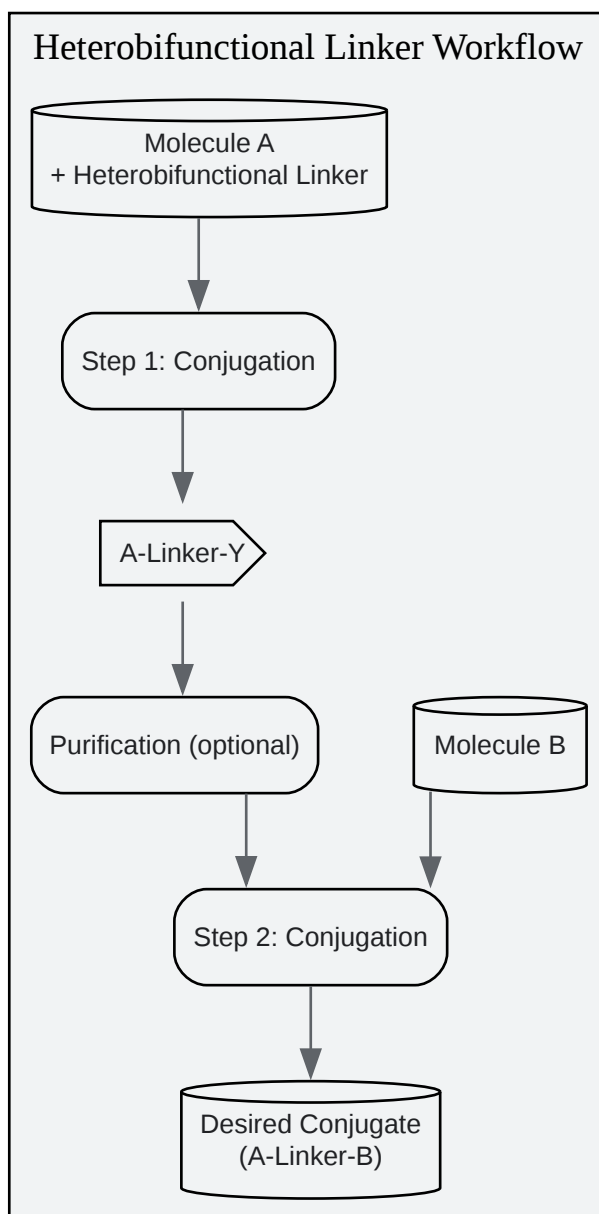 Heterobifunctional Linker Workflow
Molecule A
+ Heterobifunctional Linker
Step 1: Conjugation
A-Linker-Y
Purification (optional)
Molecule B
Step 2: Conjugation
Desired Conjugate
(A-Linker-B)